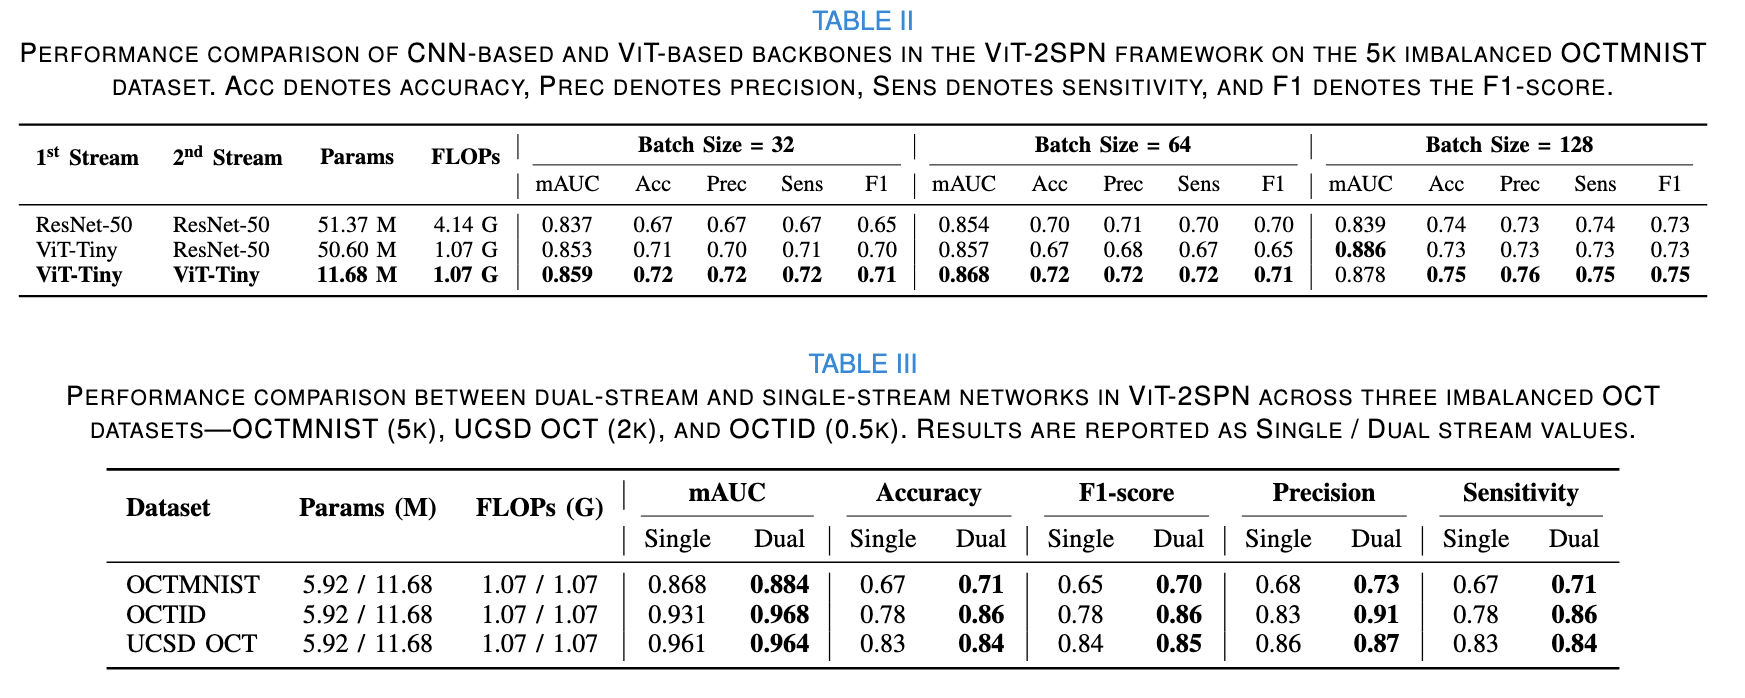 TABLE II
PERFORMANCE COMPARISON OF CNN-BASED AND VIT-BASED BACKBONES IN THE VIT-2SPN FRAMEWORK ON THE 5K IMBALANCED OCTMNIST
DATASET. ACC DENOTES ACCURACY, PREC DENOTES PRECISION, SENS DENOTES SENSITIVITY, AND F1 DENOTES THE F1-SCORE.
1st Stream 2nd Stream Params FLOPs Batch Size = 32 Batch Size = 64 Batch Size = 128
mAUC Acc Prec Sens F1 mAUC Acc Prec Sens F1 mAUC Acc Prec Sens F1
ResNet-50 ResNet-50 51.37 M 4.14 G 0.837 0.67 0.67 0.67 0.65 0.854 0.70 0.71 0.70 0.70 0.839 0.74 0.73 0.74 0.73
ViT-Tiny ResNet-50 50.60 M 1.07 G 0.853 0.71 0.70 0.71 0.70 0.857 0.67 0.68 0.67 0.65 0.886 0.73 0.73 0.73 0.73
ViT-Tiny ViT-Tiny 11.68 M 1.07 G 0.859 0.72 0.72 0.72 0.71 0.868 0.72 0.72 0.72 0.71 0.878 0.75 0.76 0.75 0.75
TABLE III
PERFORMANCE COMPARISON BETWEEN DUAL-STREAM AND SINGLE-STREAM NETWORKS IN VIT-2SPN ACROSS THREE IMBALANCED OCT
DATASETS—OCTMNIST (5K), UCSD OCT (2K), AND OCTID (0.5K). RESULTS ARE REPORTED AS SINGLE / DUAL STREAM VALUES.
Dataset Params (M) FLOPs (G) mAUC Accuracy F1-score Precision Sensitivity
Single Dual Single Dual Single Dual Single Dual Single Dual
OCTMNIST 5.92 / 11.68 1.07 / 1.07 0.868 0.884 0.67 0.71 0.65 0.70 0.68 0.73 0.67 0.71
OCTID 5.92 / 11.68 1.07 / 1.07 0.931 0.968 0.78 0.86 0.78 0.86 0.83 0.91 0.78 0.86
UCSD OCT 5.92 / 11.68 1.07 / 1.07 0.961 0.964 0.83 0.84 0.84 0.85 0.86 0.87 0.83 0.84